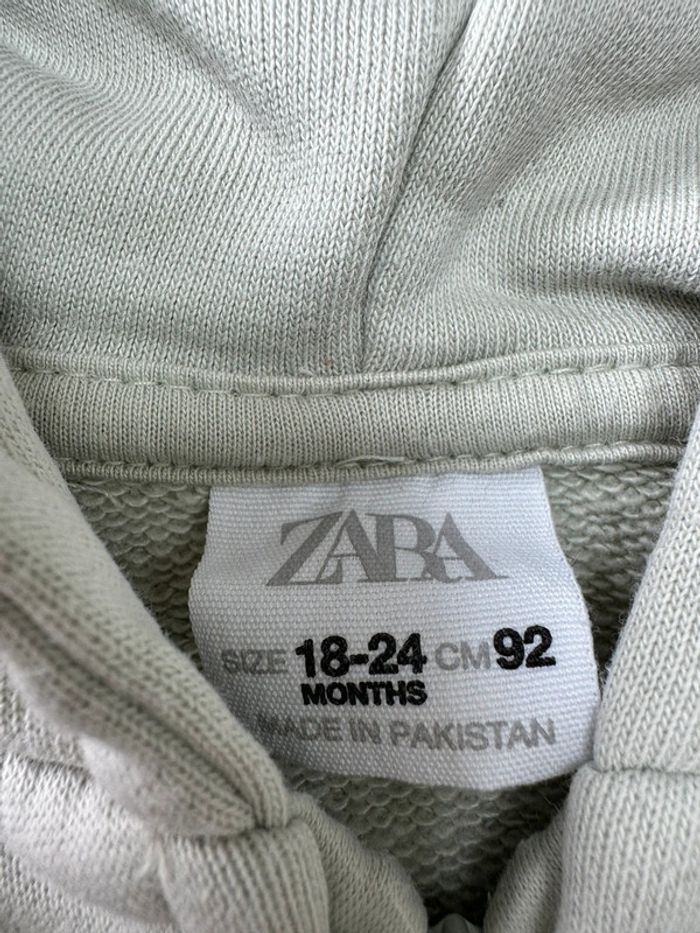 ZARA
SIZE 18-24 CM 92
MONTHS
MADE IN PAKISTAN